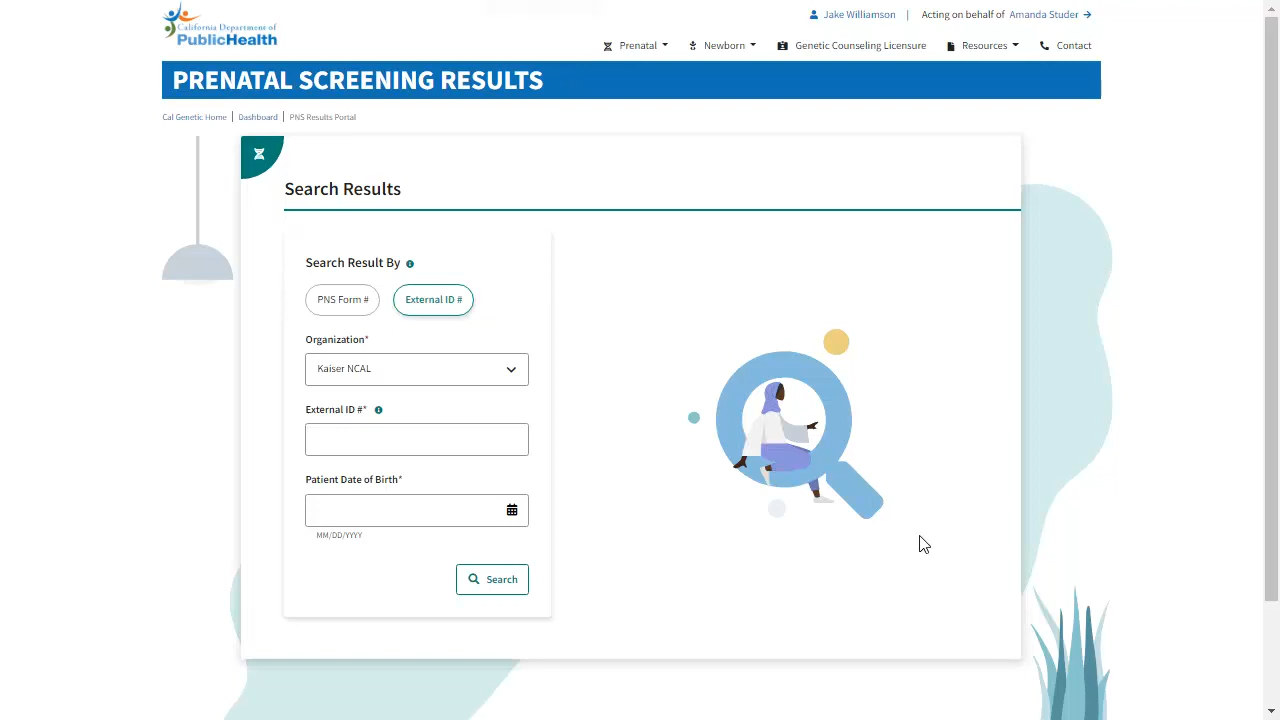 California Department of
PublicHealth
Jake Williamson | Acting on behalf of Amanda Studer
Prenatal Newborn Genetic Counseling Licensure Resources Contact
PRENATAL SCREENING RESULTS
Cal Genetic Home | Dashboard | PNS Results Portal
Search Results
Search Result By
PNS Form # External ID #
Organization*
Kaiser NCAL
External ID #*
Patient Date of Birth*
MM/DD/YYYY
Search